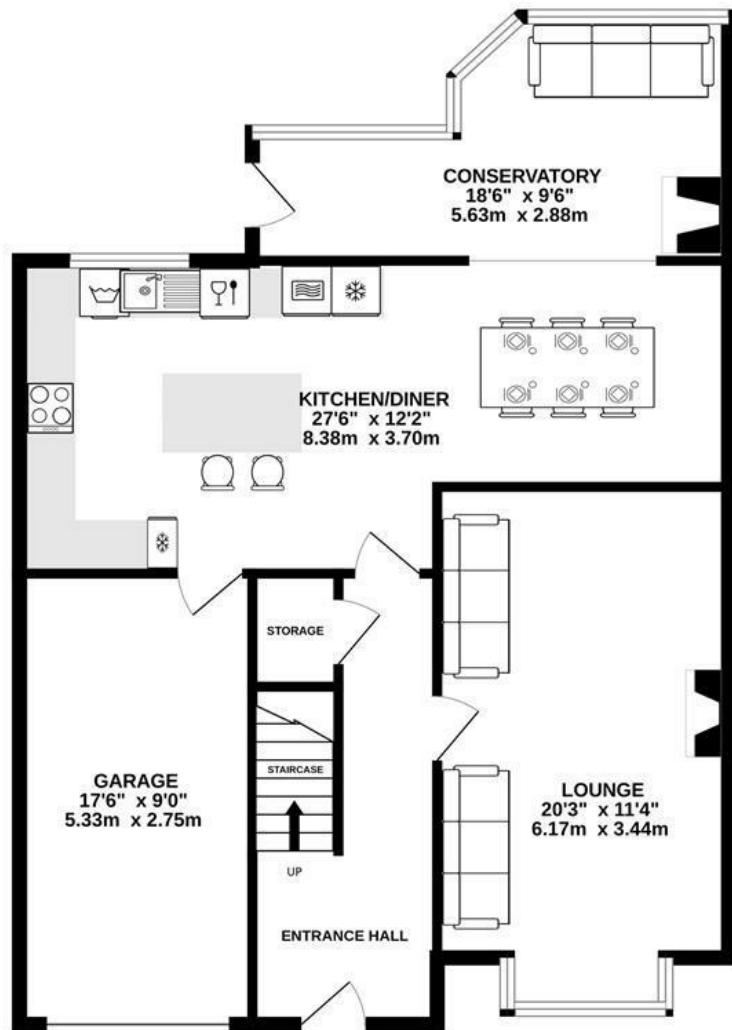 CONSERVATORY
18'6" x 9'6"
5.63m x 2.88m
KITCHEN/DINER
27'6" x 12'2"
8.38m x 3.70m
STORAGE
STAIRCASE
UP
GARAGE
17'6" x 9'0"
5.33m x 2.75m
LOUNGE
20'3" x 11'4"
6.17m x 3.44m
ENTRANCE HALL